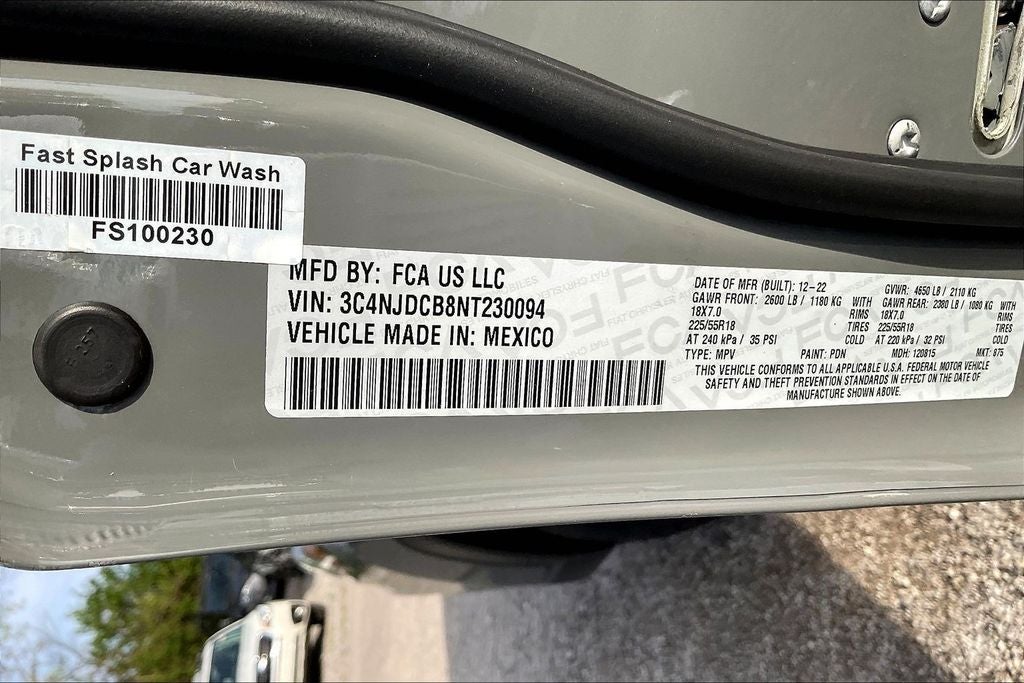 Fast Splash Car Wash
FS100230
MFD BY: FCA US LLC
VIN: 3C4NJDCB8NT230094
VEHICLE MADE IN: MEXICO
DATE OF MFR (BUILT): 12-22 GVWR: 4650 LB / 2110 KG
GAWR FRONT: 2600 LB / 1180 KG WITH GAWR REAR: 2380 LB / 1080 KG WITH
18X7.0 RIMS 18X7.0 RIMS
225/55R18 TIRES 225/55R18 TIRES
AT 240 kPa / 35 PSI COLD AT 220 kPa / 32 PSI COLD
TYPE: MPV PAINT: PDN MDH: 120815 MKT: 875
THIS VEHICLE CONFORMS TO ALL APPLICABLE U.S.A. FEDERAL MOTOR VEHICLE
SAFETY AND THEFT PREVENTION STANDARDS IN EFFECT ON THE DATE OF
MANUFACTURE SHOWN ABOVE.